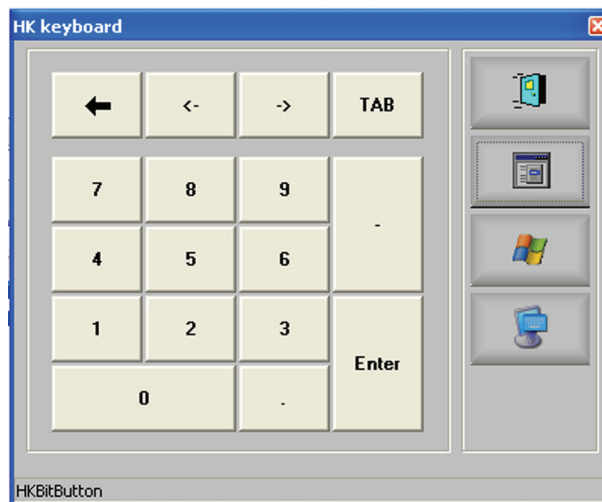 HK keyboard
<- -> TAB
7 8 9
-
4 5 6
1 2 3
Enter
0 .
HKBitButton